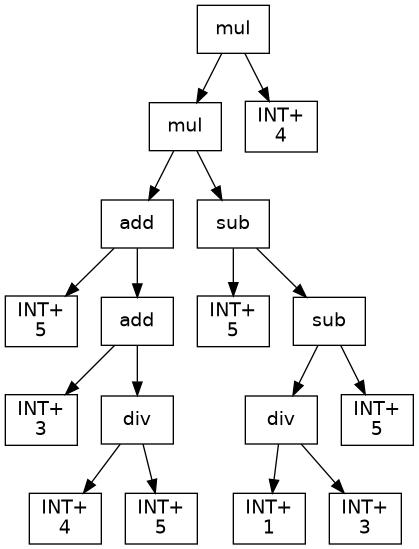 mul
mul
INT+
4
add
sub
INT+
5
add
INT+
5
sub
INT+
3
div
div
INT+
5
INT+
4
INT+
5
INT+
1
INT+
3